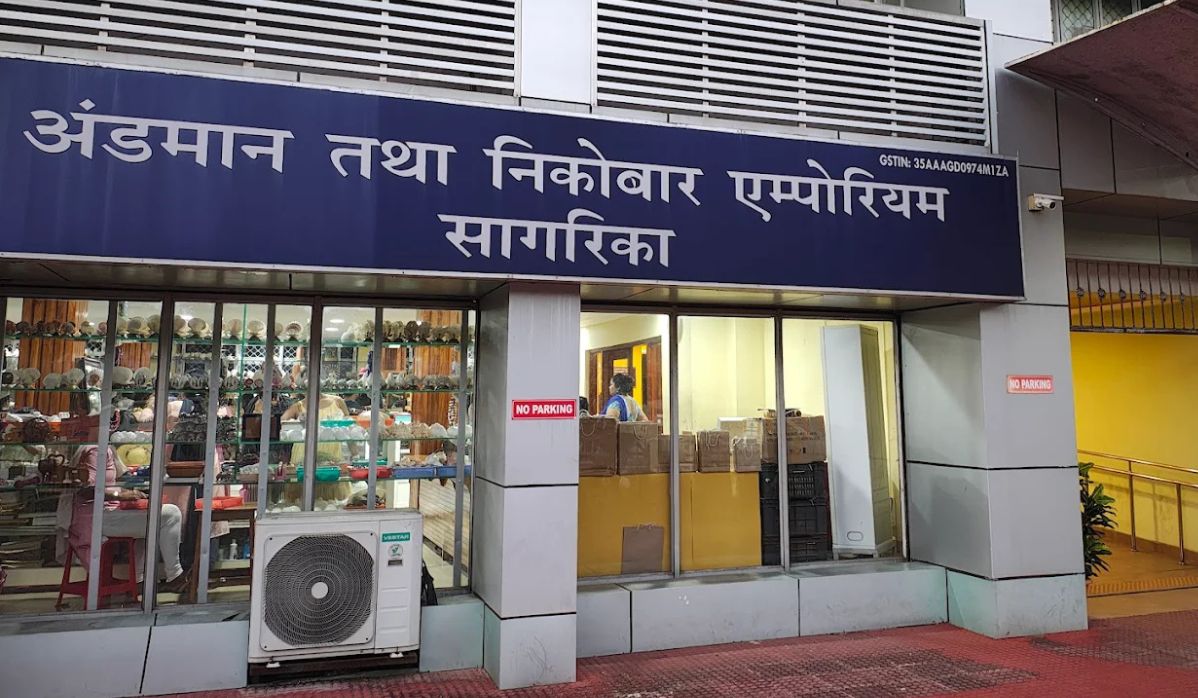 अंडमान तथा निकोबार एम्पोरियम
सागरिका
GSTIN: 35AAAGD0974M1ZA
NO PARKING
NO PARKING
VESTAR